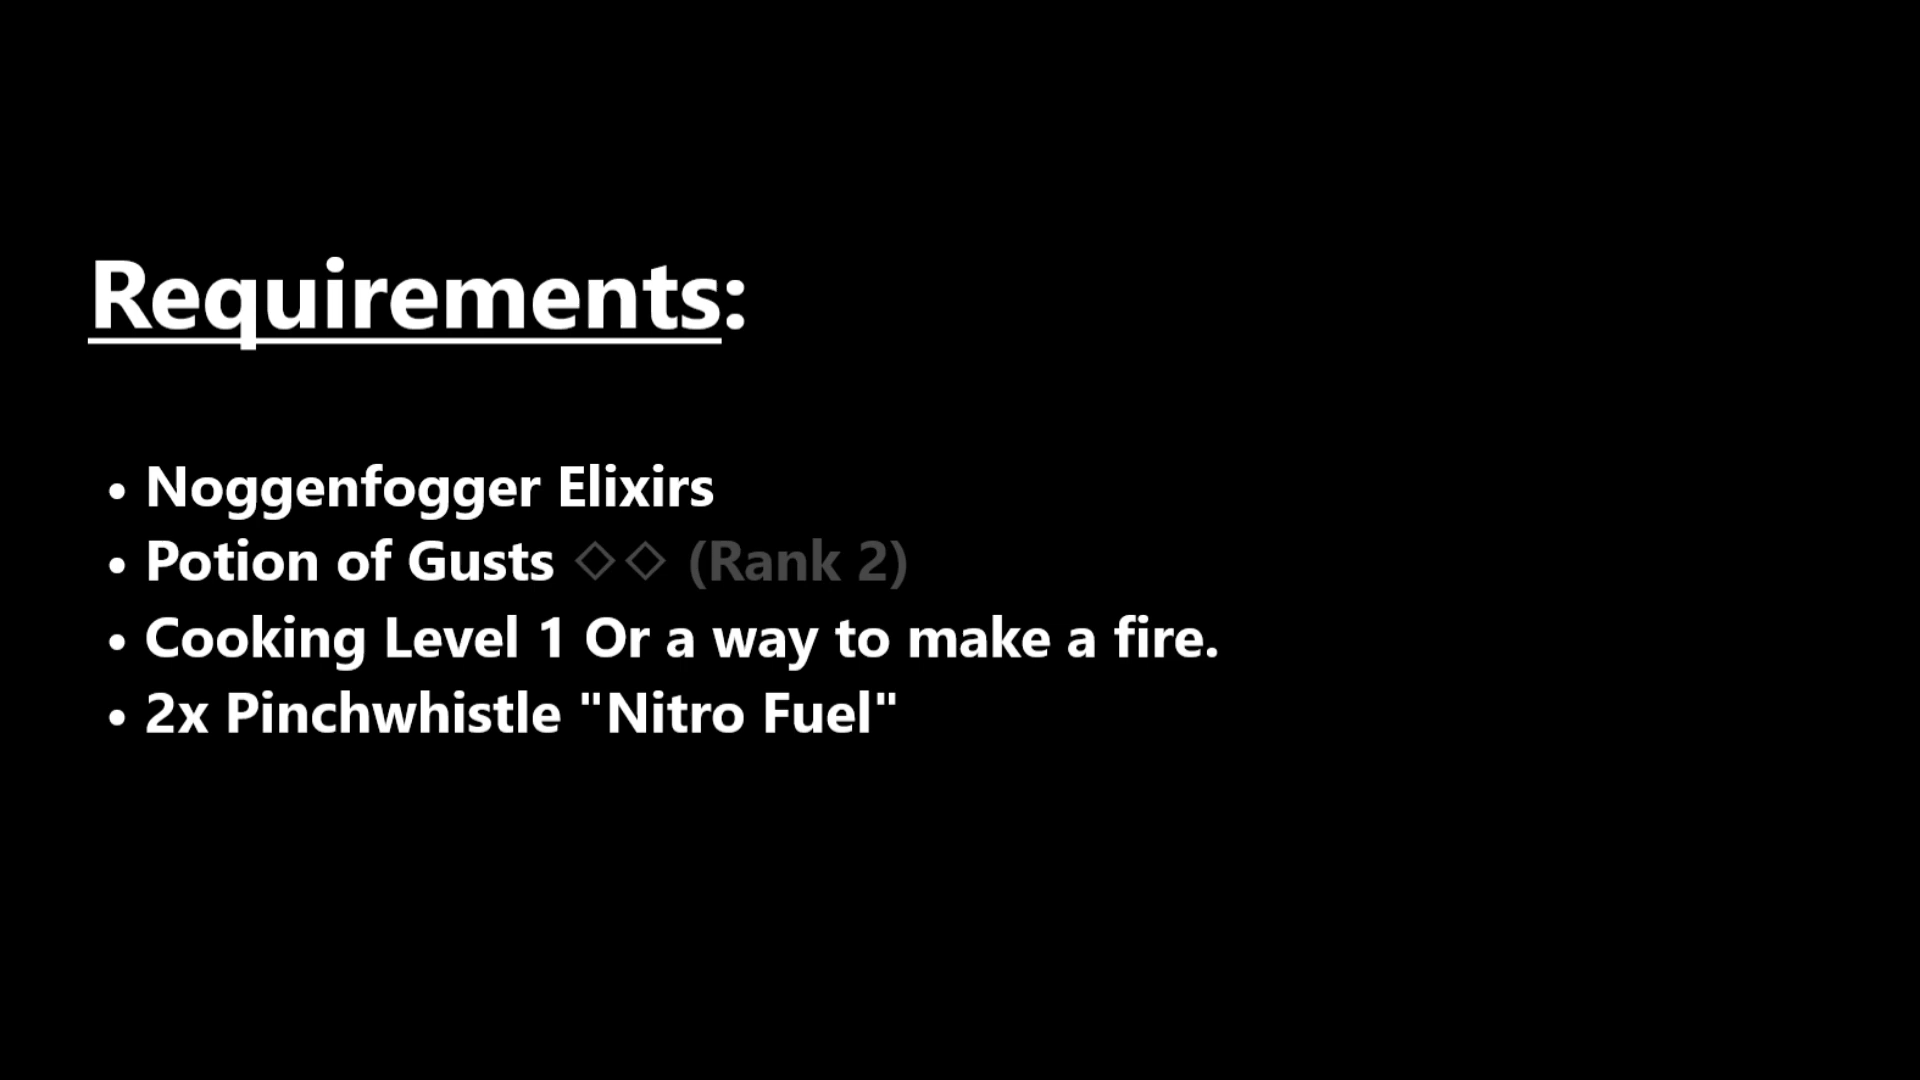 Requirements:
• Noggenfogger Elixirs
• Potion of Gusts ◇◇ (Rank 2)
• Cooking Level 1 Or a way to make a fire.
• 2x Pinchwhistle "Nitro Fuel"